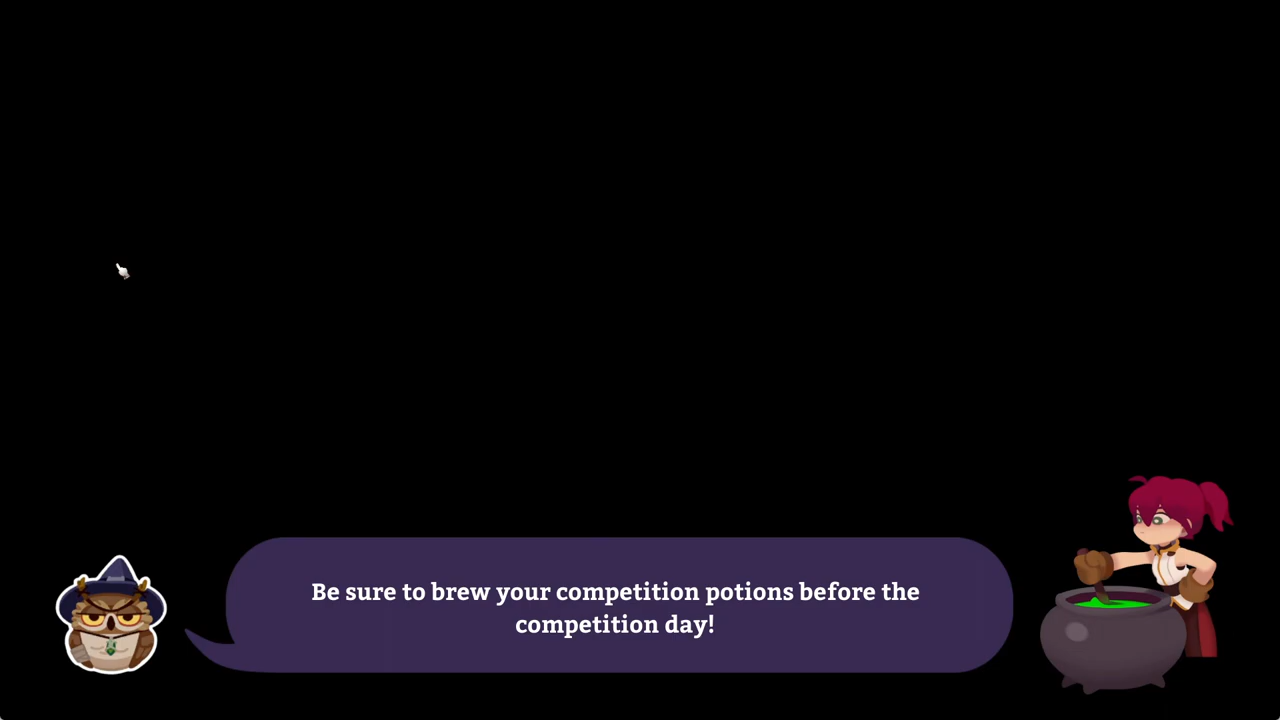 Be sure to brew your competition potions before the
competition day!